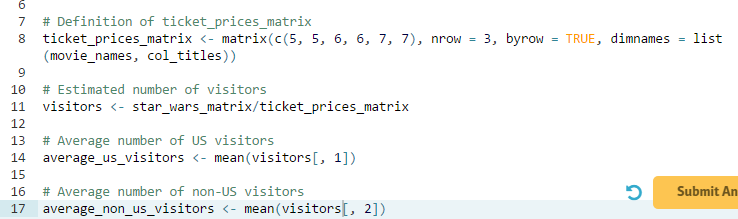 6
7 # Definition of ticket_prices_matrix
8 ticket_prices_matrix <- matrix(c(5, 5, 6, 6, 7, 7), nrow = 3, byrow = TRUE, dimnames = list
(movie_names, col_titles))
9
10 # Estimated number of visitors
11 visitors <- star_wars_matrix/ticket_prices_matrix
12
13 # Average number of US visitors
14 average_us_visitors <- mean(visitors[, 1])
15
16 # Average number of non-US visitors
17 average_non_us_visitors <- mean(visitors[, 2])
Submit An